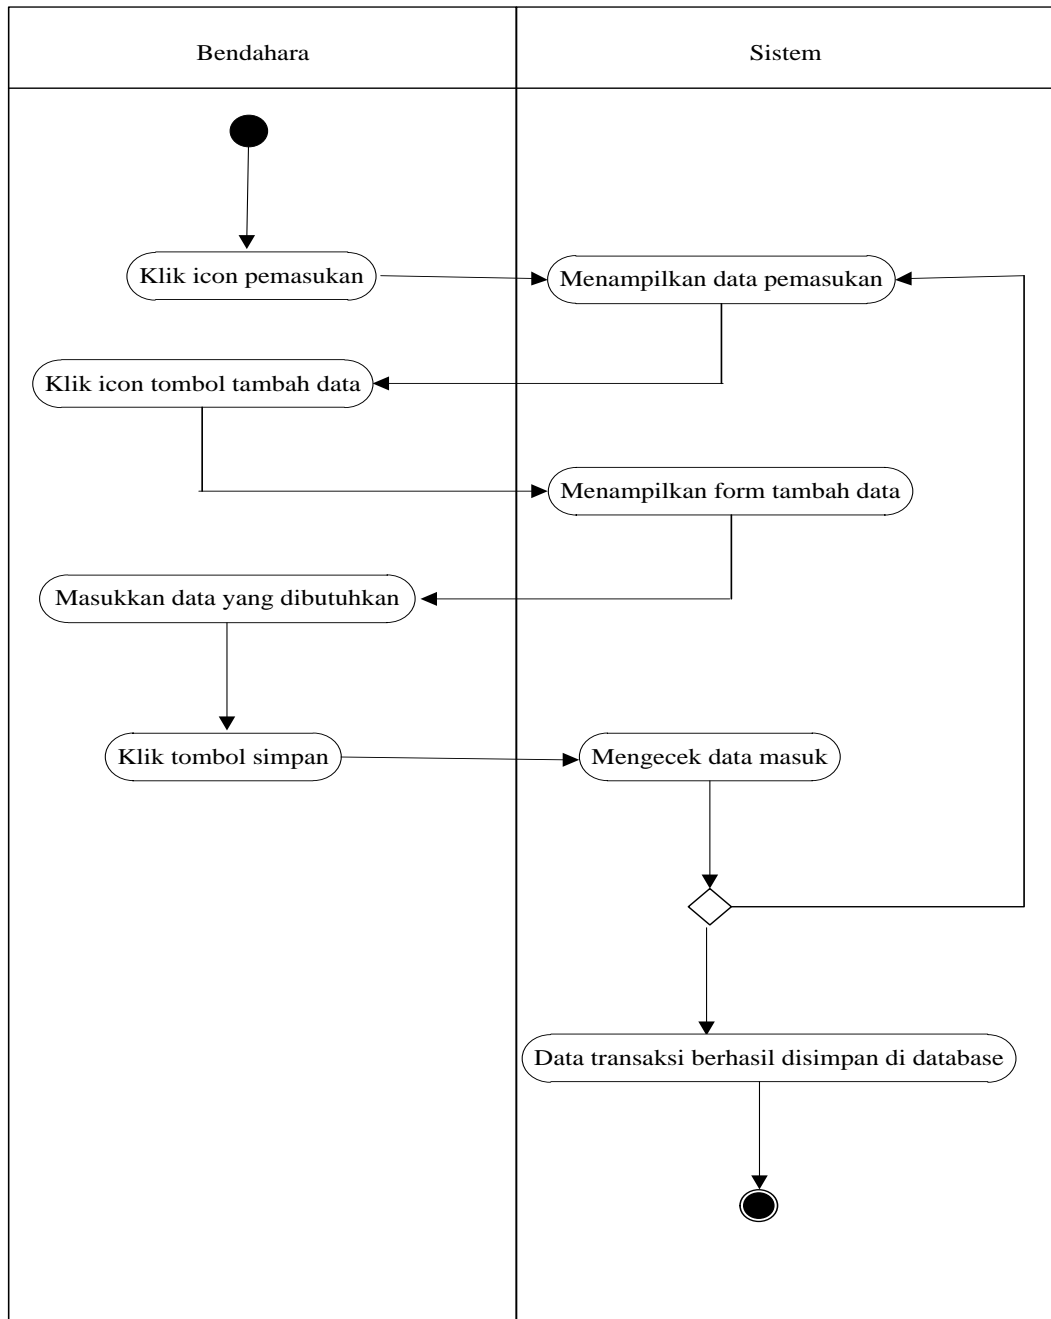 Bendahara
Sistem
Klik icon pemasukan
Menampilkan data pemasukan
Klik icon tombol tambah data
Menampilkan form tambah data
Masukkan data yang dibutuhkan
Klik tombol simpan
Mengecek data masuk
Data transaksi berhasil disimpan di database